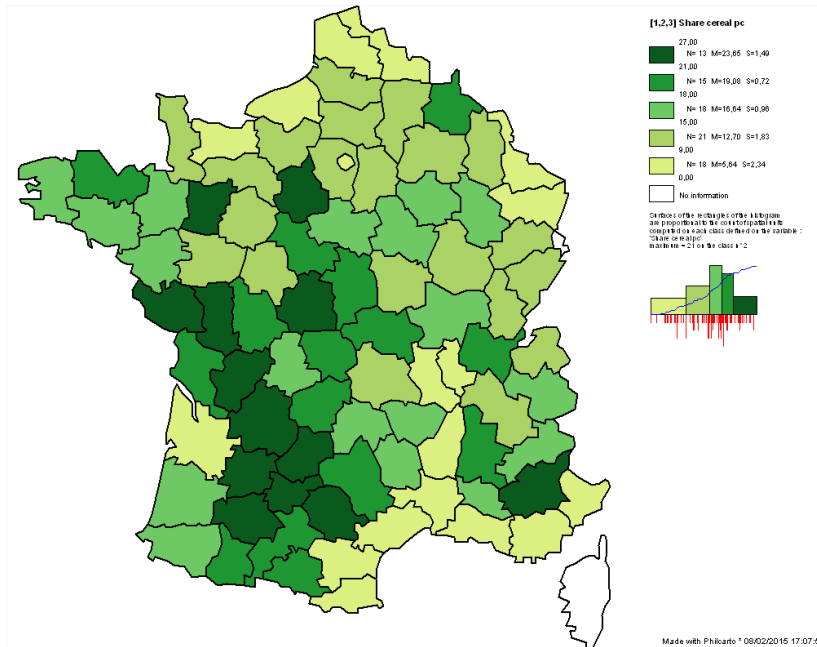 [1,2,3] Share cereal pc
27,00
N= 13 M=23,65 S=1,49
21,00
N= 15 M=19,08 S=0,72
18,00
N= 18 M=16,64 S=0,96
15,00
N= 21 M=12,70 S=1,83
9,00
N= 18 M=5,64 S=2,34
0,00
No information
Surfaces of the rectangles of the histogram
are proportional to the count of spatial units
computed on each class defined on the variable :
'Share cereal pc'
maximum = 21 on the class n° 2
Made with Philcarto * 08/02/2015 17:07: